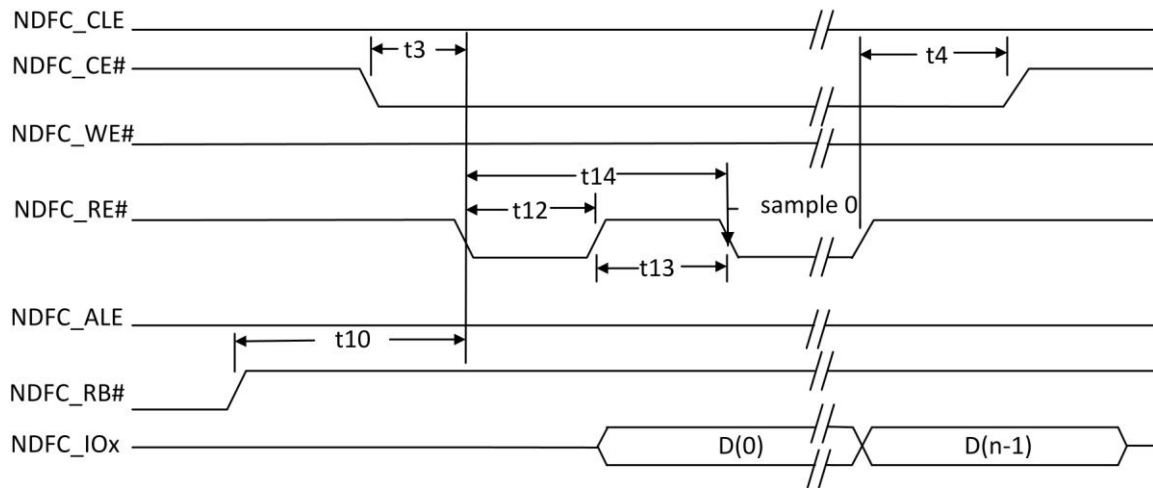 NDFC_CLE
t3
t4
NDFC_CE#
NDFC_WE#
t14
NDFC_RE#
t12
sample 0
t13
NDFC_ALE
t10
NDFC_RB#
NDFC_IOx
D(0)
D(n-1)